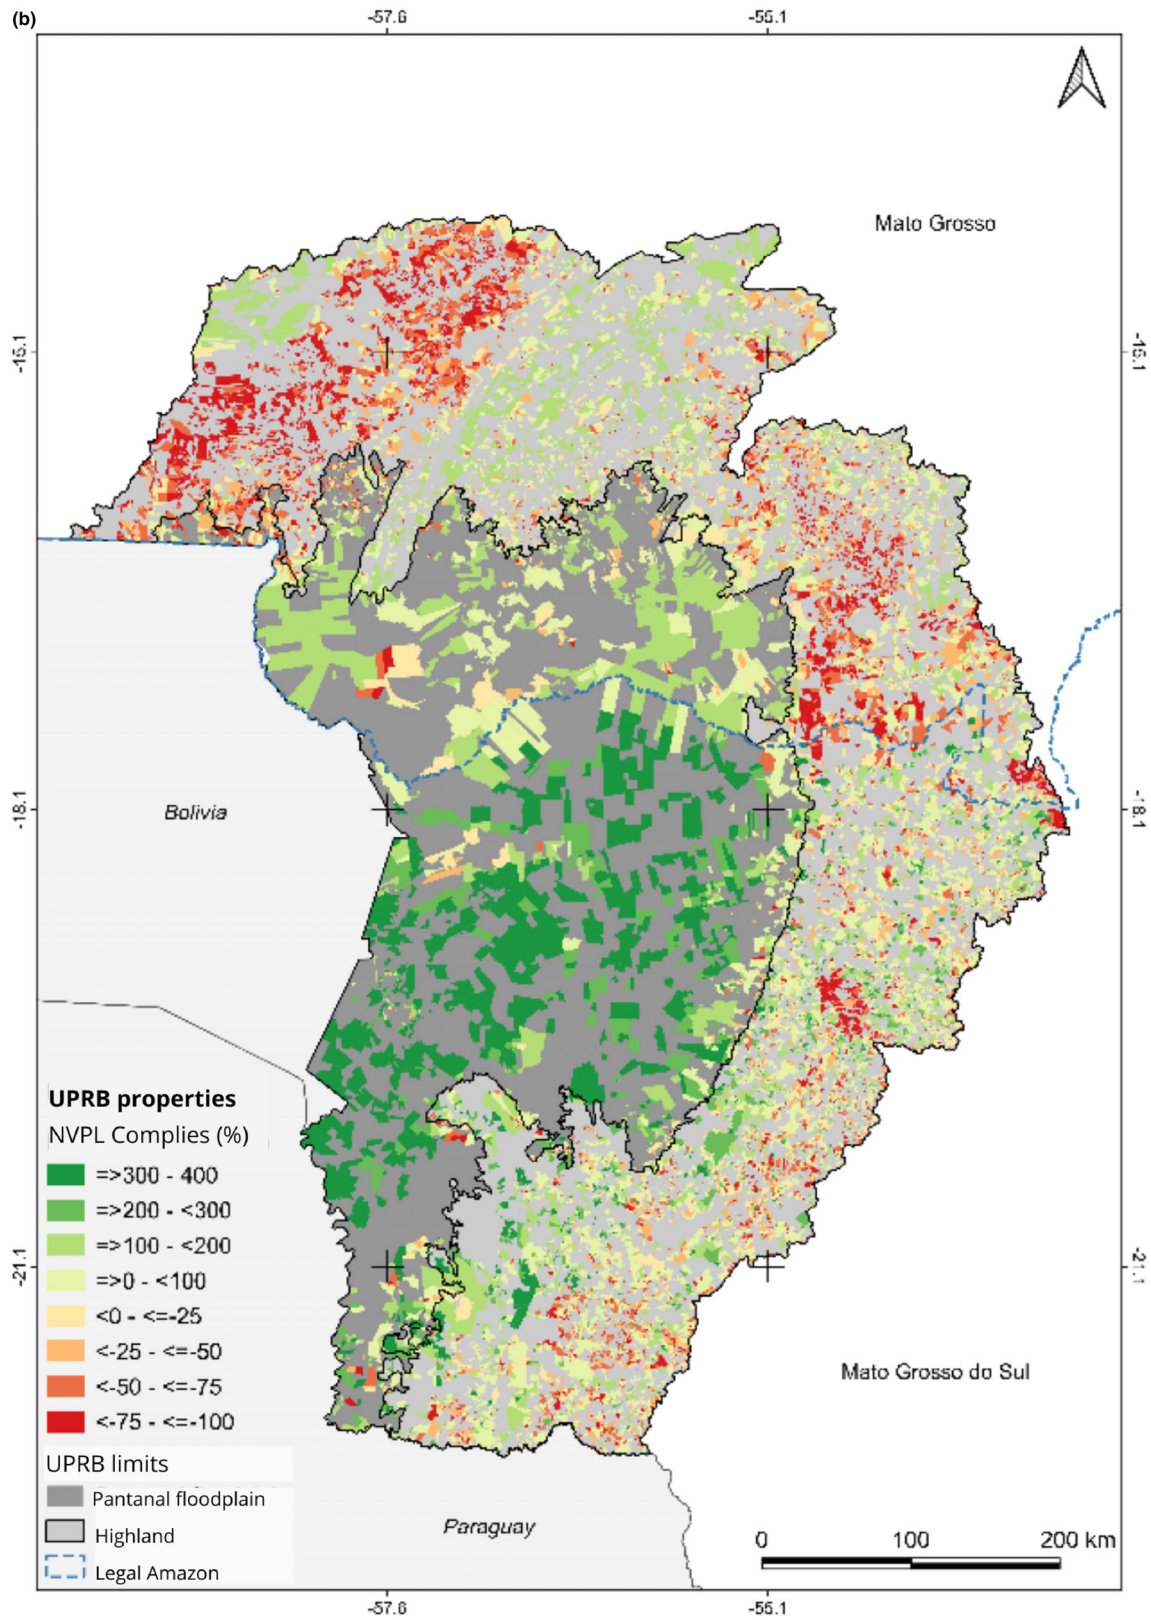 (b)
-57.6 -55.1
Mato Grosso
-15.1 -15.1
Bolivia
-18.1 -18.1
UPRB properties
NVPL Complies (%)
=>300 - 400
=>200 - <300
=>100 - <200
=>0 - <100
<0 - <=-25
<-25 - <=-50
<-50 - <=-75
<-75 - <=-100
-21.1 -21.1
Mato Grosso do Sul
UPRB limits
Pantanal floodplain
Highland
Legal Amazon
Paraguay
0 100 200 km
-57.6 -55.1